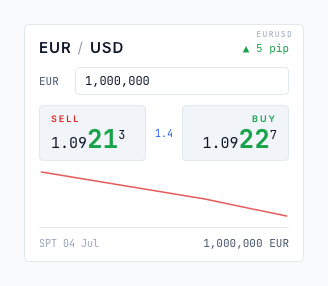 EURUSD
EUR / USD ▲ 5 pip
EUR 1,000,000
SELL BUY
1.09213 1.4 1.09227
SPT 04 Jul 1,000,000 EUR